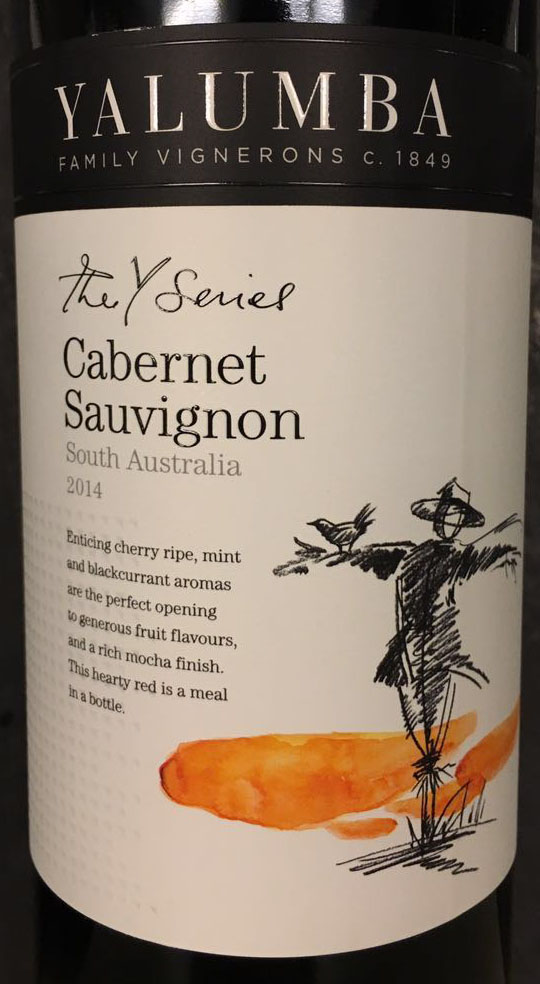 YALUMBA
FAMILY VIGNERONS C. 1849
the Y Series
Cabernet
Sauvignon
South Australia
2014
Enticing cherry ripe, mint
and blackcurrant aromas
are the perfect opening
to generous fruit flavours,
and a rich mocha finish.
This hearty red is a meal
in a bottle.